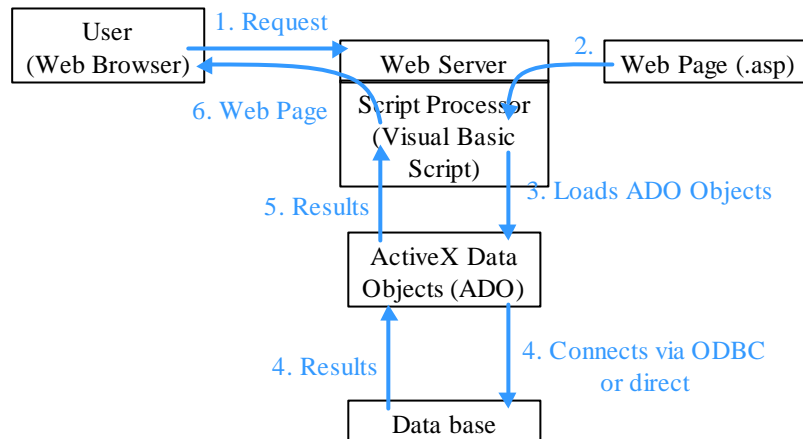 User
(Web Browser)
1. Request
Web Server
2.
Web Page (.asp)
6. Web Page
Script Processor
(Visual Basic
Script)
5. Results
3. Loads ADO Objects
ActiveX Data
Objects (ADO)
4. Results
4. Connects via ODBC
or direct
Data base